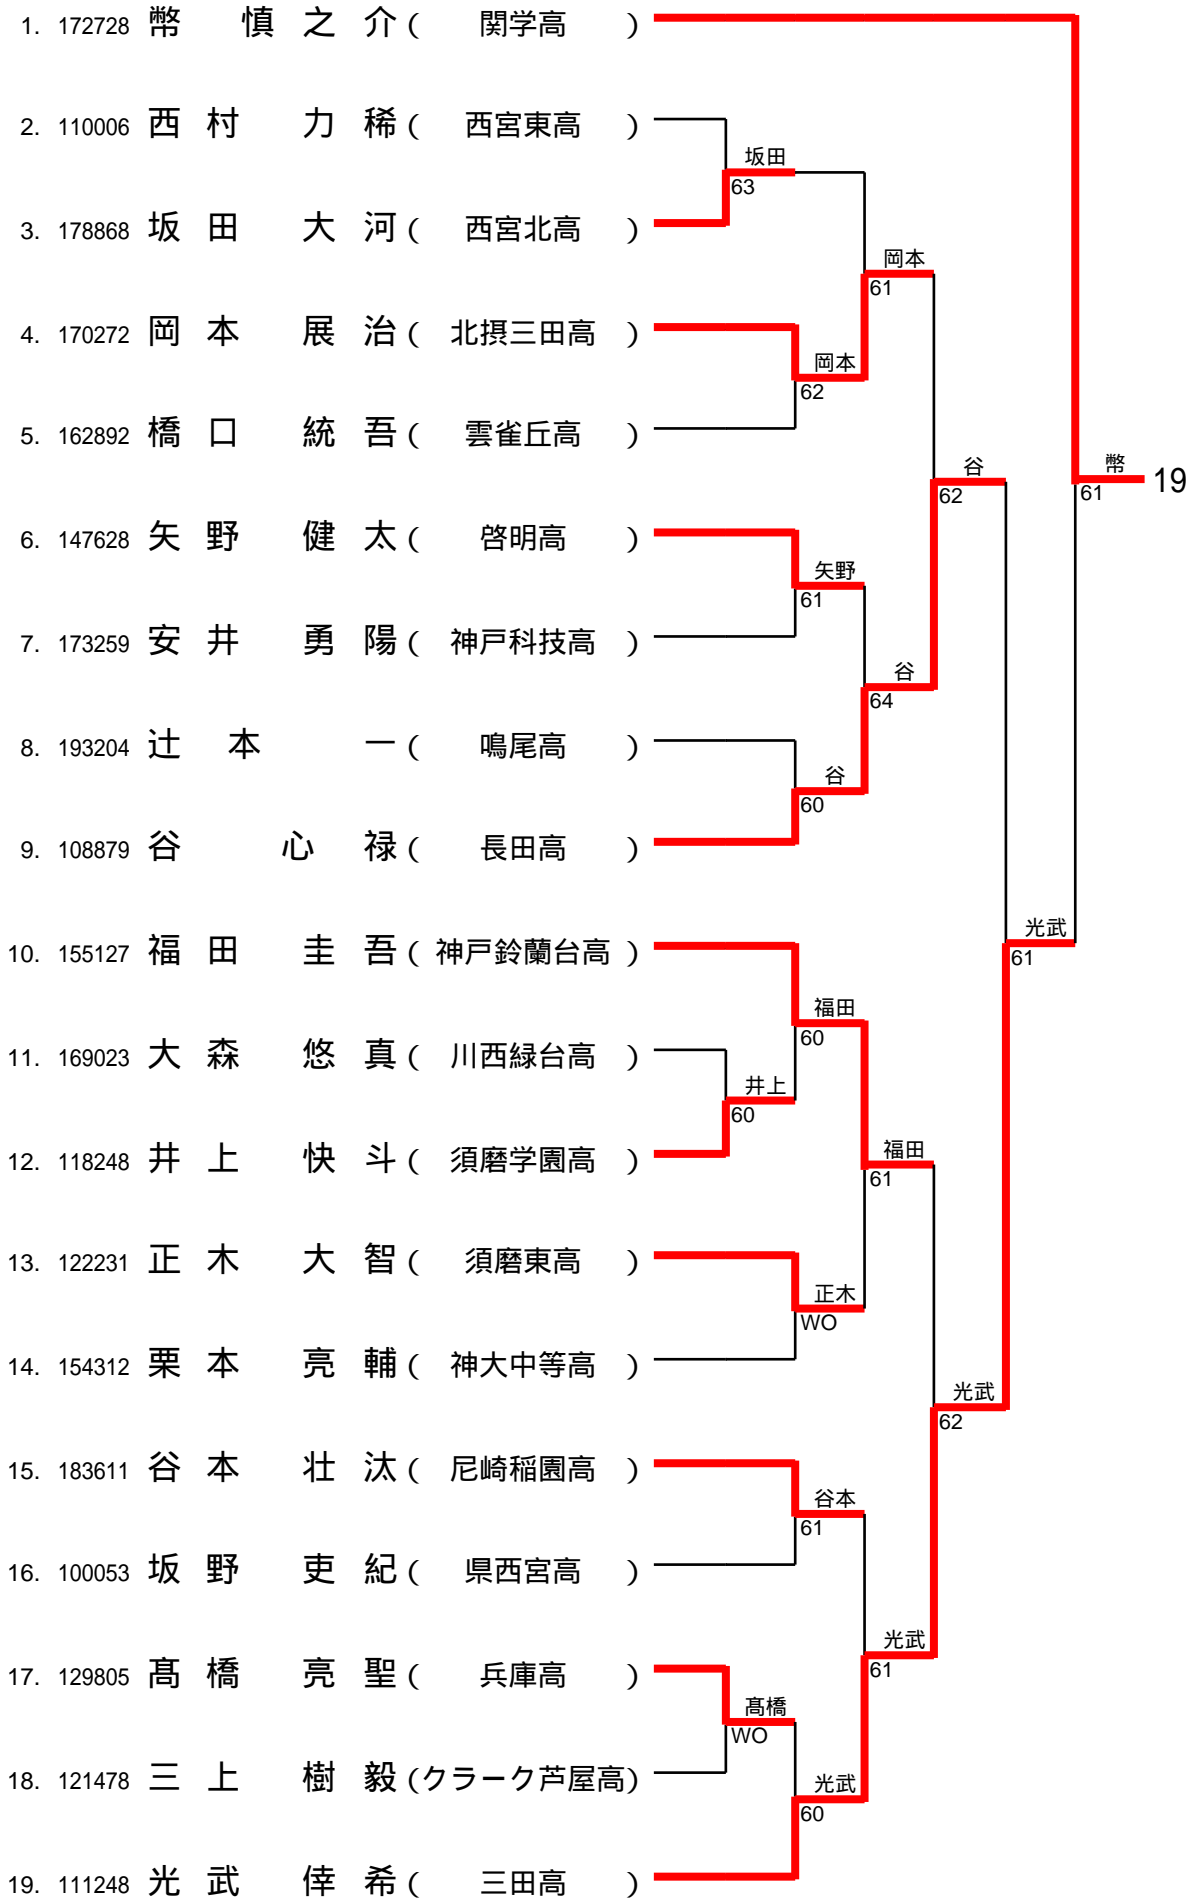 1. 172728 幣 慎之介 ( 関学高 )
2. 110006 西村 力稀 ( 西宮東高 )
坂田
63
3. 178868 坂田 大河 ( 西宮北高 )
岡本
61
4. 170272 岡本 展治 ( 北摂三田高 )
岡本
62
5. 162892 橋口 統吾 ( 雲雀丘高 )
谷
62
幣
61
19
6. 147628 矢野 健太 ( 啓明高 )
矢野
61
7. 173259 安井 勇陽 ( 神戸科技高 )
谷
64
8. 193204 辻本 一 ( 鳴尾高 )
谷
60
9. 108879 谷 心禄 ( 長田高 )
光武
61
10. 155127 福田 圭吾 ( 神戸鈴蘭台高 )
福田
60
11. 169023 大森 悠真 ( 川西緑台高 )
井上
60
12. 118248 井上 快斗 ( 須磨学園高 )
福田
61
13. 122231 正木 大智 ( 須磨東高 )
正木
WO
14. 154312 栗本 亮輔 ( 神大中等高 )
光武
62
15. 183611 谷本 壮汰 ( 尼崎稲園高 )
谷本
61
16. 100053 坂野 吏紀 ( 県西宮高 )
光武
61
17. 129805 髙橋 亮聖 ( 兵庫高 )
髙橋
WO
18. 121478 三上 樹毅 (クラーク芦屋高)
光武
60
19. 111248 光武 倖希 ( 三田高 )